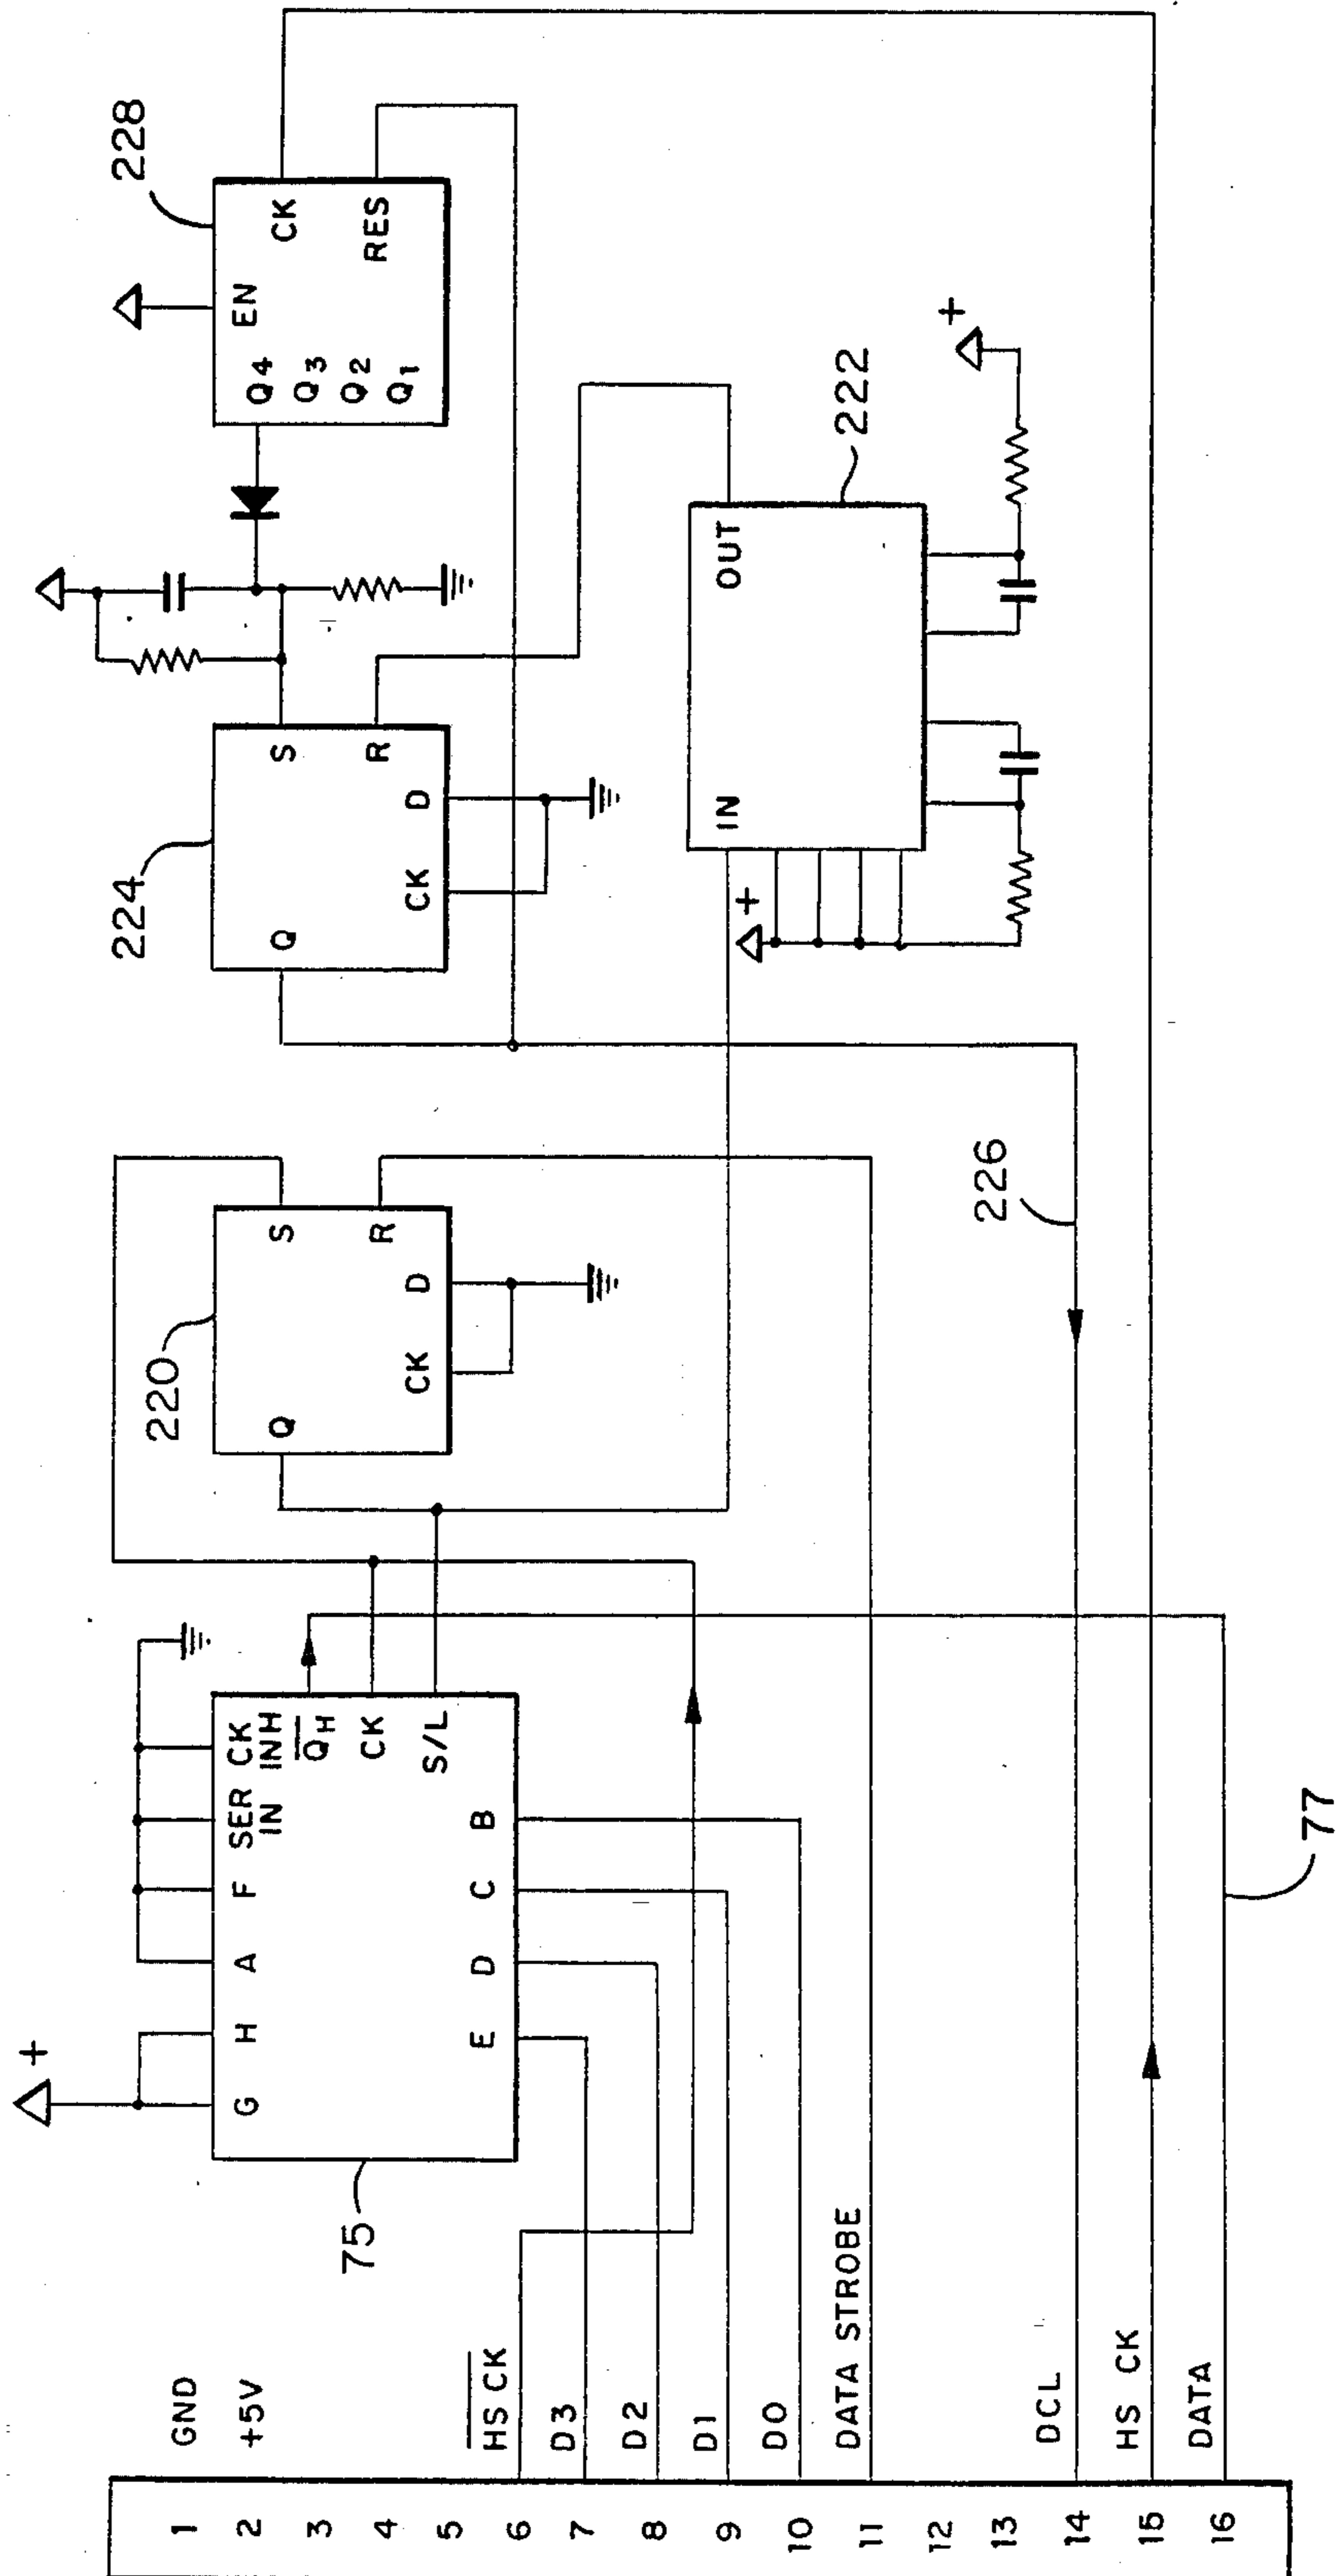 1 GND
2 +5V
3
4
5
6 HS CK
7 D3
8 D2
9 D1
10 D0
11 DATA STROBE
12
13
14 DCL
15 HS CK
16 DATA
+
G H A F SER IN CK INH
QH
CK
S/L
E D C B
75
77
220
Q S
R
CK D
224
Q S
R
CK D
226
228
EN
Q4 CK
Q3
Q2 RES
Q1
222
IN OUT
+
+